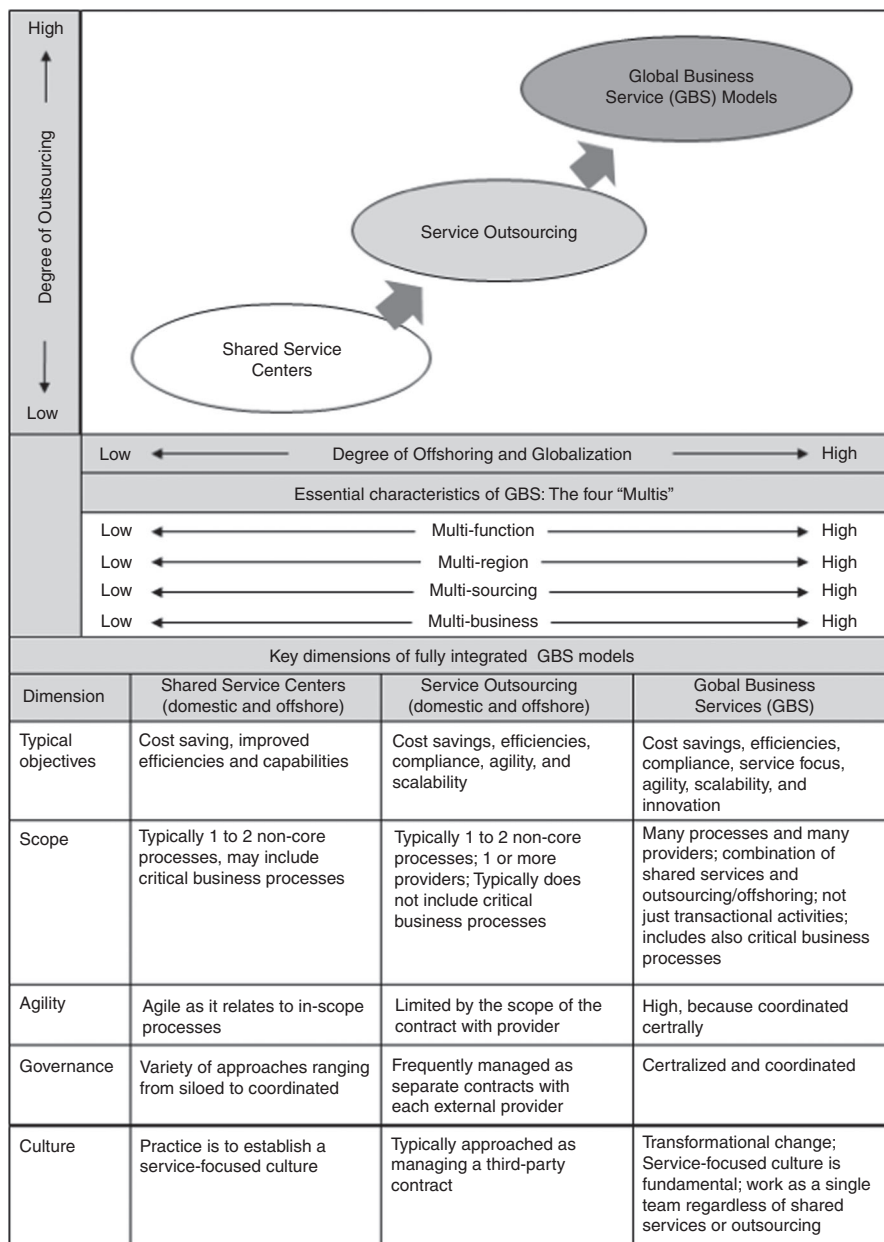 High
Degree of Outsourcing
Low
Global Business
Service (GBS) Models
Service Outsourcing
Shared Service
Centers
Low Degree of Offshoring and Globalization High
Essential characteristics of GBS: The four “Multis”
Low Multi-function High
Low Multi-region High
Low Multi-sourcing High
Low Multi-business High
Key dimensions of fully integrated GBS models
Dimension
Shared Service Centers
(domestic and offshore)
Service Outsourcing
(domestic and offshore)
Gobal Business
Services (GBS)
Typical
objectives
Cost saving, improved
efficiencies and capabilities
Cost savings, efficiencies,
compliance, agility, and
scalability
Cost savings, efficiencies,
compliance, service focus,
agility, scalability, and
innovation
Scope
Typically 1 to 2 non-core
processes, may include
critical business processes
Typically 1 to 2 non-core
processes; 1 or more
providers; Typically does
not include critical
business processes
Many processes and many
providers; combination of
shared services and
outsourcing/offshoring; not
just transactional activities;
includes also critical business
processes
Agility
Agile as it relates to in-scope
processes
Limited by the scope of the
contract with provider
High, because coordinated
certrally
Governance
Variety of approaches ranging
from siloed to coordinated
Frequently managed as
separate contracts with
each external provider
Certralized and coordinated
Culture
Practice is to establish a
service-focused culture
Typically approached as
managing a third-party
contract
Transformational change;
Service-focused culture is
fundamental; work as a single
team regardless of shared
services or outsourcing